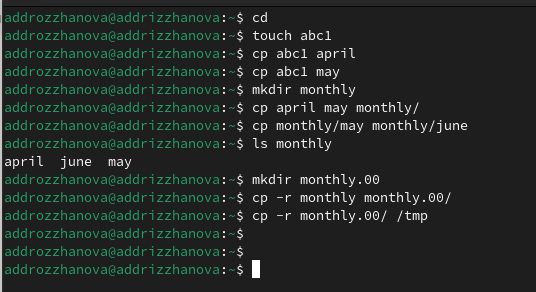 addrozzhanova@addrizzhanova:~$ cd
addrozzhanova@addrizzhanova:~$ touch abc1
addrozzhanova@addrizzhanova:~$ cp abc1 april
addrozzhanova@addrizzhanova:~$ cp abc1 may
addrozzhanova@addrizzhanova:~$ mkdir monthly
addrozzhanova@addrizzhanova:~$ cp april may monthly/
addrozzhanova@addrizzhanova:~$ cp monthly/may monthly/june
addrozzhanova@addrizzhanova:~$ ls monthly
april  june  may
addrozzhanova@addrizzhanova:~$ mkdir monthly.00
addrozzhanova@addrizzhanova:~$ cp -r monthly monthly.00/
addrozzhanova@addrizzhanova:~$ cp -r monthly.00/ /tmp
addrozzhanova@addrizzhanova:~$
addrozzhanova@addrizzhanova:~$
addrozzhanova@addrizzhanova:~$